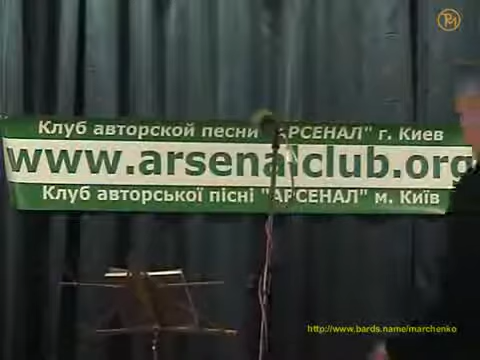 Клуб авторской песни "АРСЕНАЛ" г. Киев
www.arsenalclub.org
Клуб авторської пісні "АРСЕНАЛ" м. Київ
http://www.bards.name/marchenko